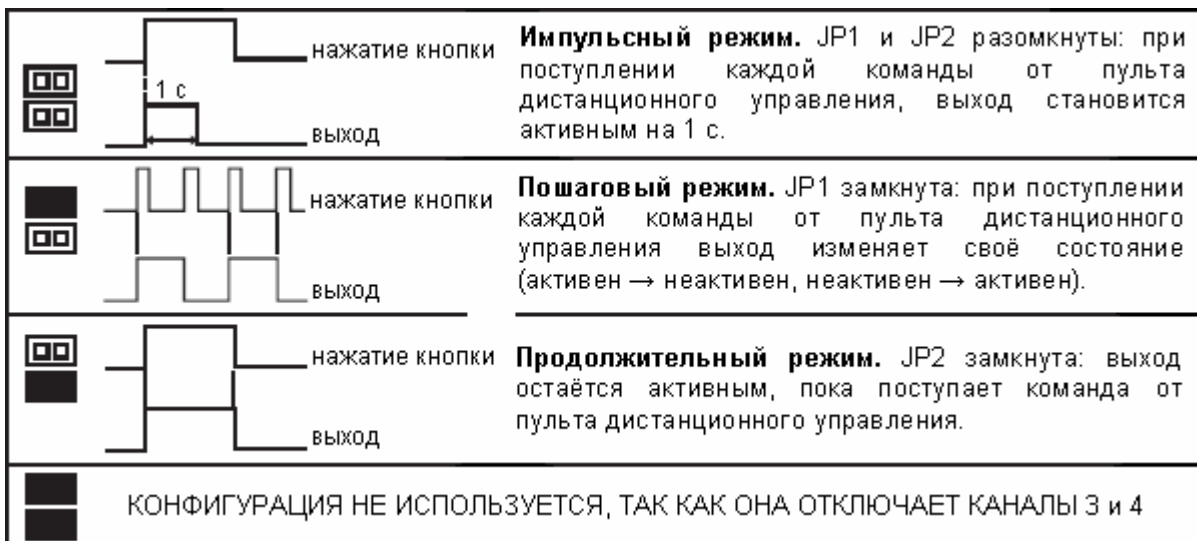 нажатие кнопки
1 с
выход
Импульсный режим. JP1 и JP2 разомкнуты: при
поступлении каждой команды от пульта
дистанционного управления, выход становится
активным на 1 с.
нажатие кнопки
выход
Пошаговый режим. JP1 замкнута: при поступлении
каждой команды от пульта дистанционного
управления выход изменяет своё состояние
(активен → неактивен, неактивен → активен).
нажатие кнопки
выход
Продолжительный режим. JP2 замкнута: выход
остаётся активным, пока поступает команда от
пульта дистанционного управления.
КОНФИГУРАЦИЯ НЕ ИСПОЛЬЗУЕТСЯ, ТАК КАК ОНА ОТКЛЮЧАЕТ КАНАЛЫ 3 и 4